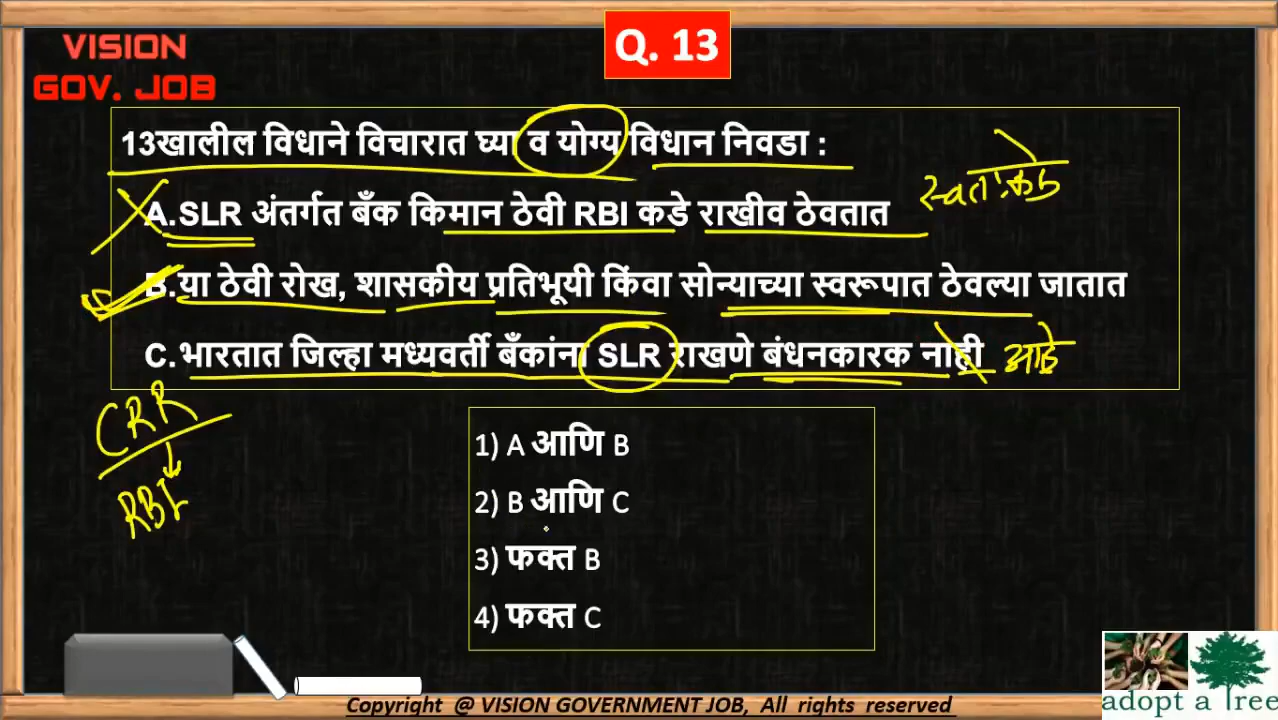 VISION
GOV. JOB
Q. 13
13खालील विधाने विचारात घ्या व योग्य विधान निवडा :
स्वतःकडे
A.SLR अंतर्गत बँक किमान ठेवी RBI कडे राखीव ठेवतात
B.या ठेवी रोख, शासकीय प्रतिभूयी किंवा सोन्याच्या स्वरूपात ठेवल्या जातात
C.भारतात जिल्हा मध्यवर्ती बँकांना SLR राखणे बंधनकारक नाही आहे
CRR
RBI
1) A आणि B
2) B आणि C
3) फक्त B
4) फक्त C
Copyright @ VISION GOVERNMENT JOB, All rights reserved
adopt a Tree